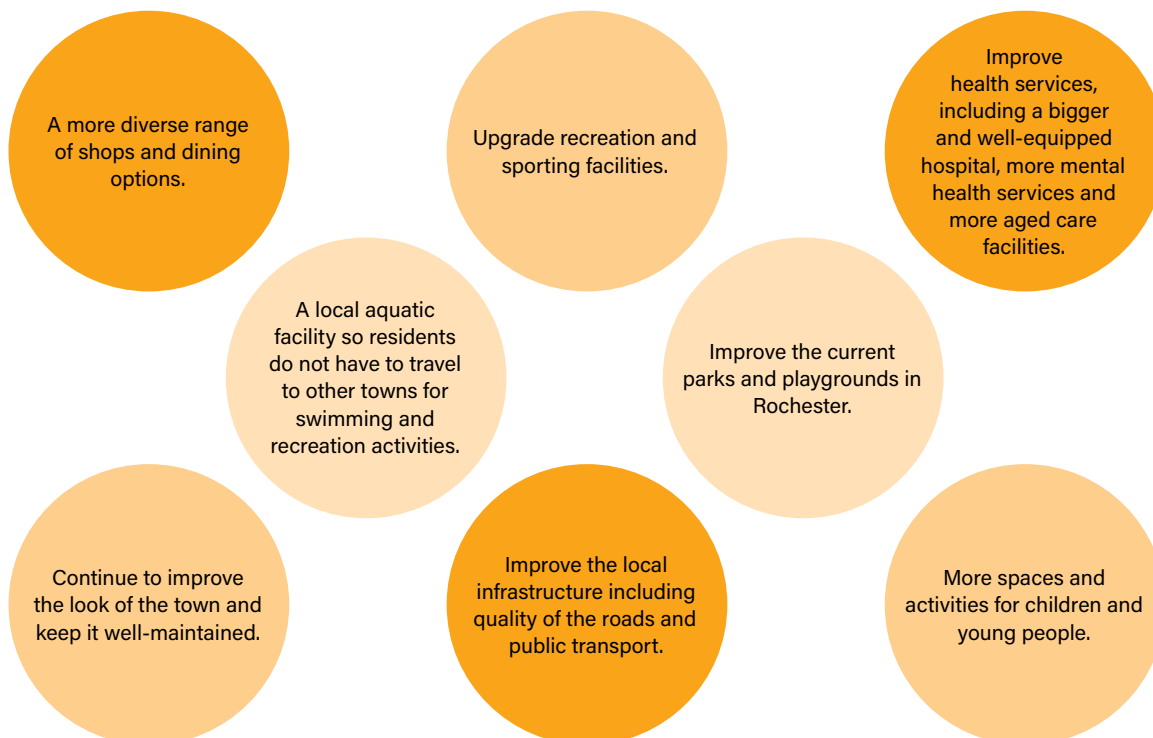 A more diverse range
of shops and dining
options.
Upgrade recreation and
sporting facilities.
Improve
health services,
including a bigger
and well-equipped
hospital, more mental
health services and
more aged care
facilities.
A local aquatic
facility so residents
do not have to travel
to other towns for
swimming and
recreation activities.
Improve the current
parks and playgrounds in
Rochester.
Continue to improve
the look of the town and
keep it well-maintained.
Improve the local
infrastructure including
quality of the roads and
public transport.
More spaces and
activities for children and
young people.